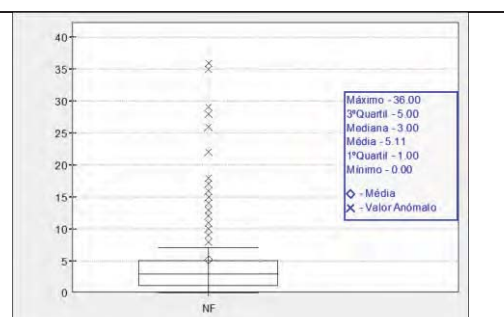 40
35
30
25
20
15
10
5
0
NF
Máximo - 36.00
3ºQuartil - 5.00
Mediana - 3.00
Média - 5.11
1ºQuartil - 1.00
Mínimo - 0.00
◇ - Média
✕ - Valor Anómalo